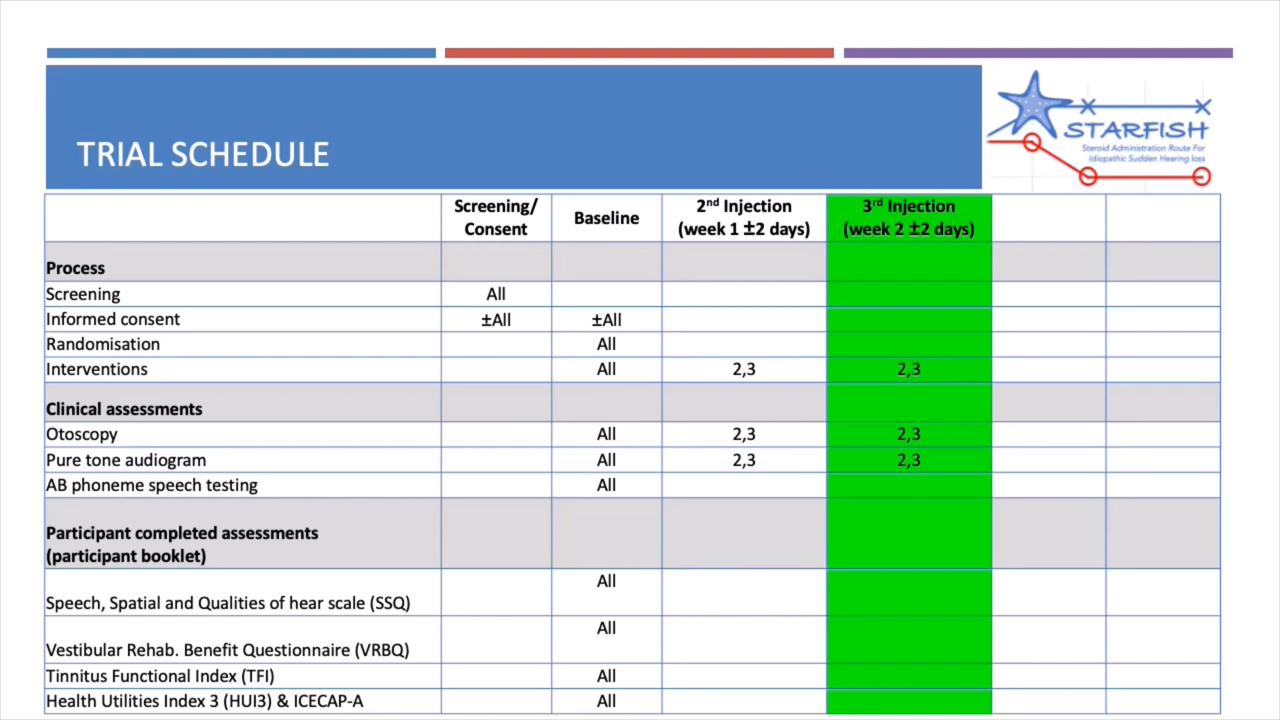 TRIAL SCHEDULE
STARFISH
Steroid Administration Route For
Idiopathic Sudden Hearing loss
Screening/ Baseline 2nd Injection 3rd Injection
Consent (week 1 ±2 days) (week 2 ±2 days)
Process
Screening All
Informed consent ±All ±All
Randomisation All
Interventions All 2,3 2,3
Clinical assessments
Otoscopy All 2,3 2,3
Pure tone audiogram All 2,3 2,3
AB phoneme speech testing All
Participant completed assessments
(participant booklet)
Speech, Spatial and Qualities of hear scale (SSQ) All
Vestibular Rehab. Benefit Questionnaire (VRBQ) All
Tinnitus Functional Index (TFI) All
Health Utilities Index 3 (HUI3) & ICECAP-A All